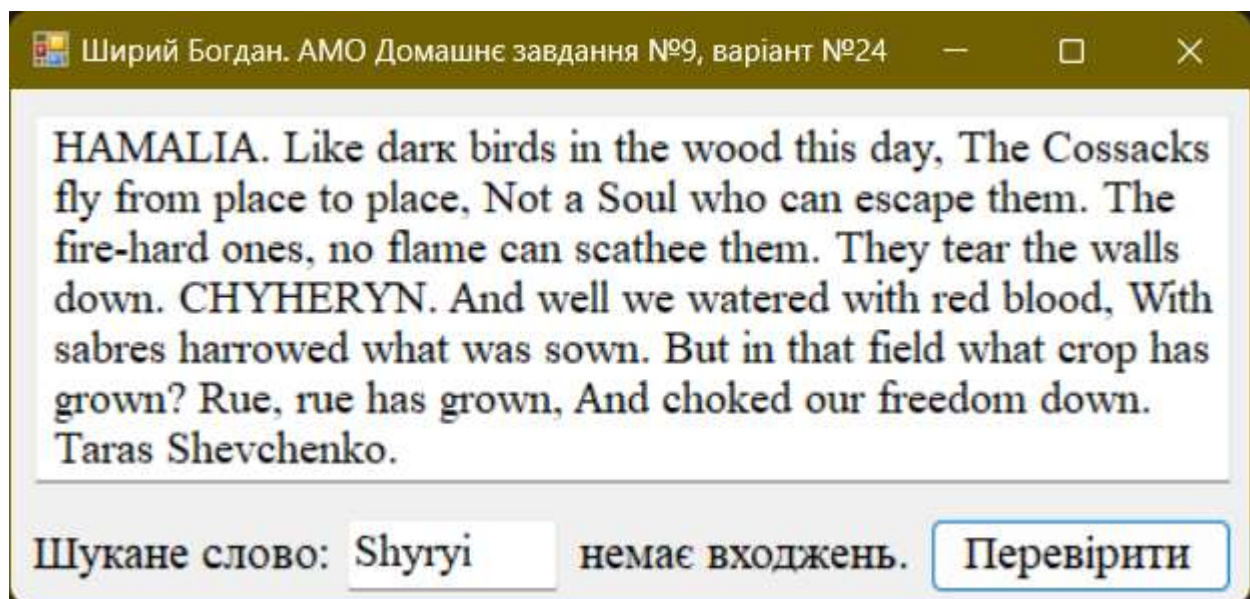 Ширий Богдан. АМО Домашнє завдання №9, варіант №24
HAMALIA. Like darк birds in the wood this day, The Cossacks
fly from place to place, Not a Soul who can escape them. The
fire-hard ones, no flame can scathee them. They tear the walls
down. CHYHERYN. And well we watered with red blood, With
sabres harrowed what was sown. But in that field what crop has
grown? Rue, rue has grown, And choked our freedom down.
Taras Shevchenko.
Шукане слово: Shyryi немає входжень. Перевірити